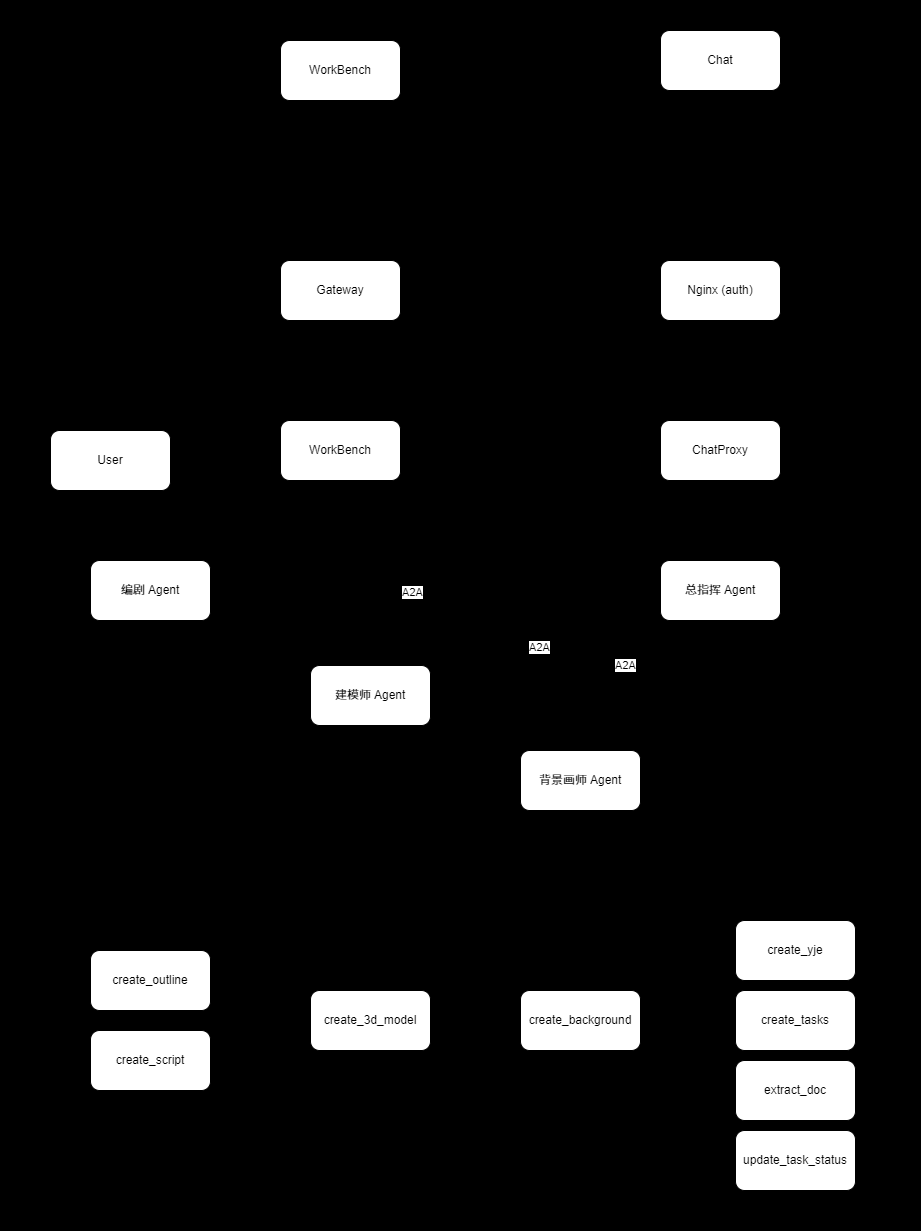 WorkBench
Chat
Gateway
Nginx (auth)
User
WorkBench
ChatProxy
编剧 Agent
A2A
总指挥 Agent
A2A
A2A
建模师 Agent
背景画师 Agent
create_yje
create_outline
create_3d_model
create_background
create_tasks
create_script
extract_doc
update_task_status